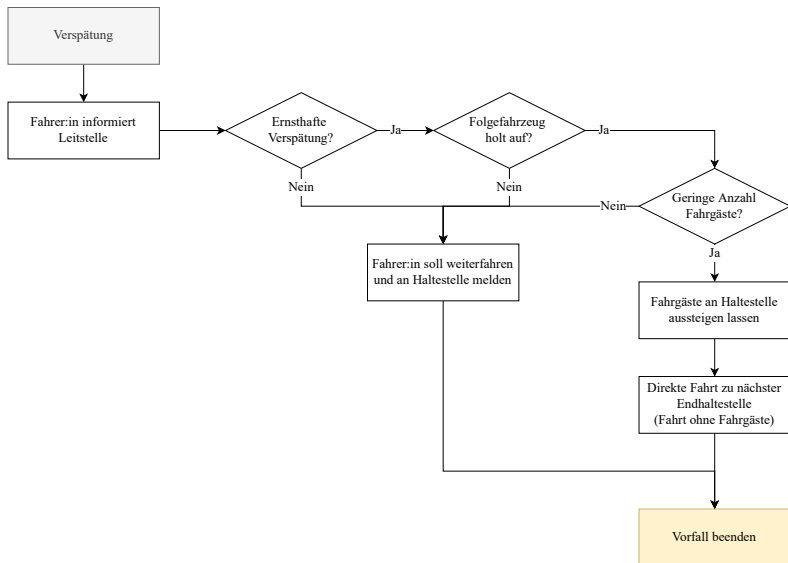 Verspätung
Fahrer:in informiert
Leitstelle
Ernsthafte
Verspätung?
Ja
Folgefahrzeug
holt auf?
Ja
Nein
Nein
Geringe Anzahl
Fahrgäste?
Nein
Ja
Fahrer:in soll weiterfahren
und an Haltestelle melden
Fahrgäste an Haltestelle
aussteigen lassen
Direkte Fahrt zu nächster
Endhaltestelle
(Fahrt ohne Fahrgäste)
Vorfall beenden